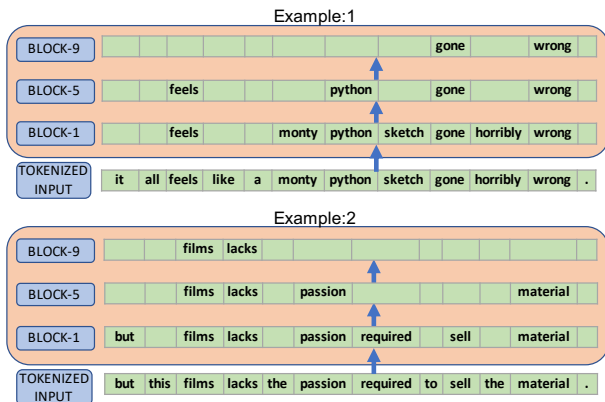 Example:1
BLOCK-9 gone wrong
BLOCK-5 feels python gone wrong
BLOCK-1 feels monty python sketch gone horribly wrong
TOKENIZED INPUT it all feels like a monty python sketch gone horribly wrong .
Example:2
BLOCK-9 films lacks
BLOCK-5 films lacks passion material
BLOCK-1 but films lacks passion required sell material
TOKENIZED INPUT but this films lacks the passion required to sell the material .